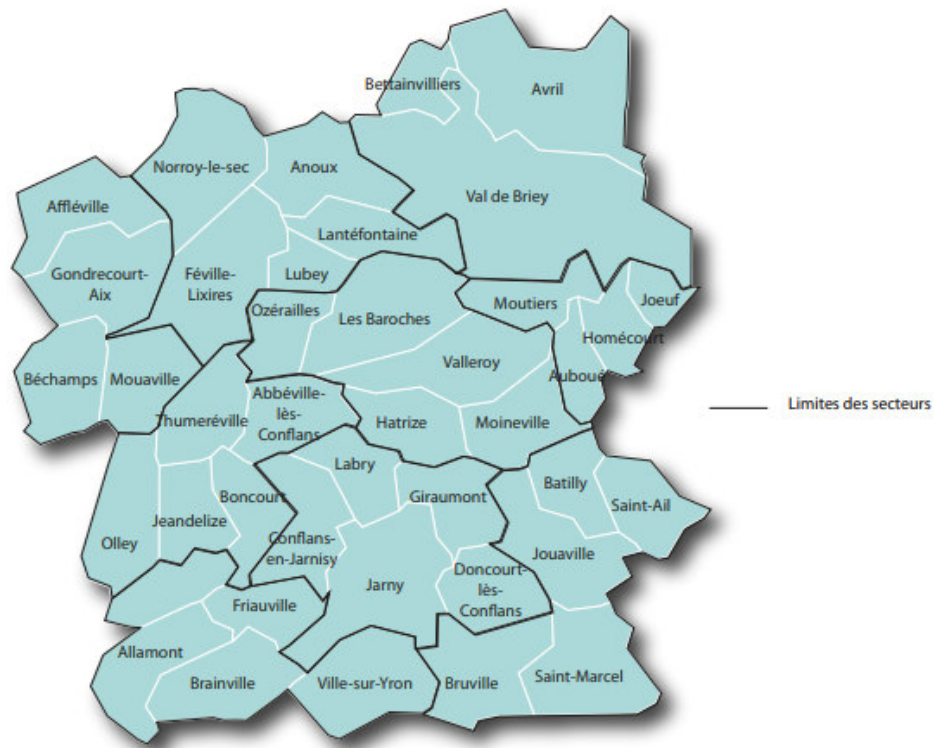 Bettainvilliers
Avril
Norroy-le-sec
Anoux
Val de Briey
Affléville
Lantéfontaine
Gondrecourt-
Aix
Féville-
Lixires
Lubey
Moutiers
Joeuf
Ozérailles
Les Baroches
Homécourt
Valleroy
Auboué
Béchamps
Mouaville
Abbéville-
lès-
Conflans
Limites des secteurs
Thumeréville
Hatrize
Moineville
Labry
Batilly
Boncourt
Giraumont
Saint-Ail
Jeandelize
Olley
Conflans-
en-Jarnisy
Jouaville
Doncourt-
lès-
Conflans
Jarny
Friauville
Allamont
Brainville
Ville-sur-Yron
Bruville
Saint-Marcel